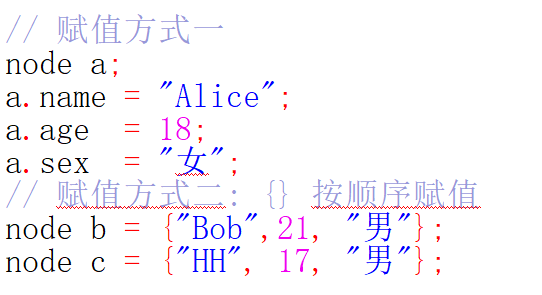 // 赋值方式一
node a;
a.name = "Alice";
a.age  = 18;
a.sex  = "女";
// 赋值方式二: {} 按顺序赋值
node b = {"Bob",21, "男"};
node c = {"HH", 17, "男"};